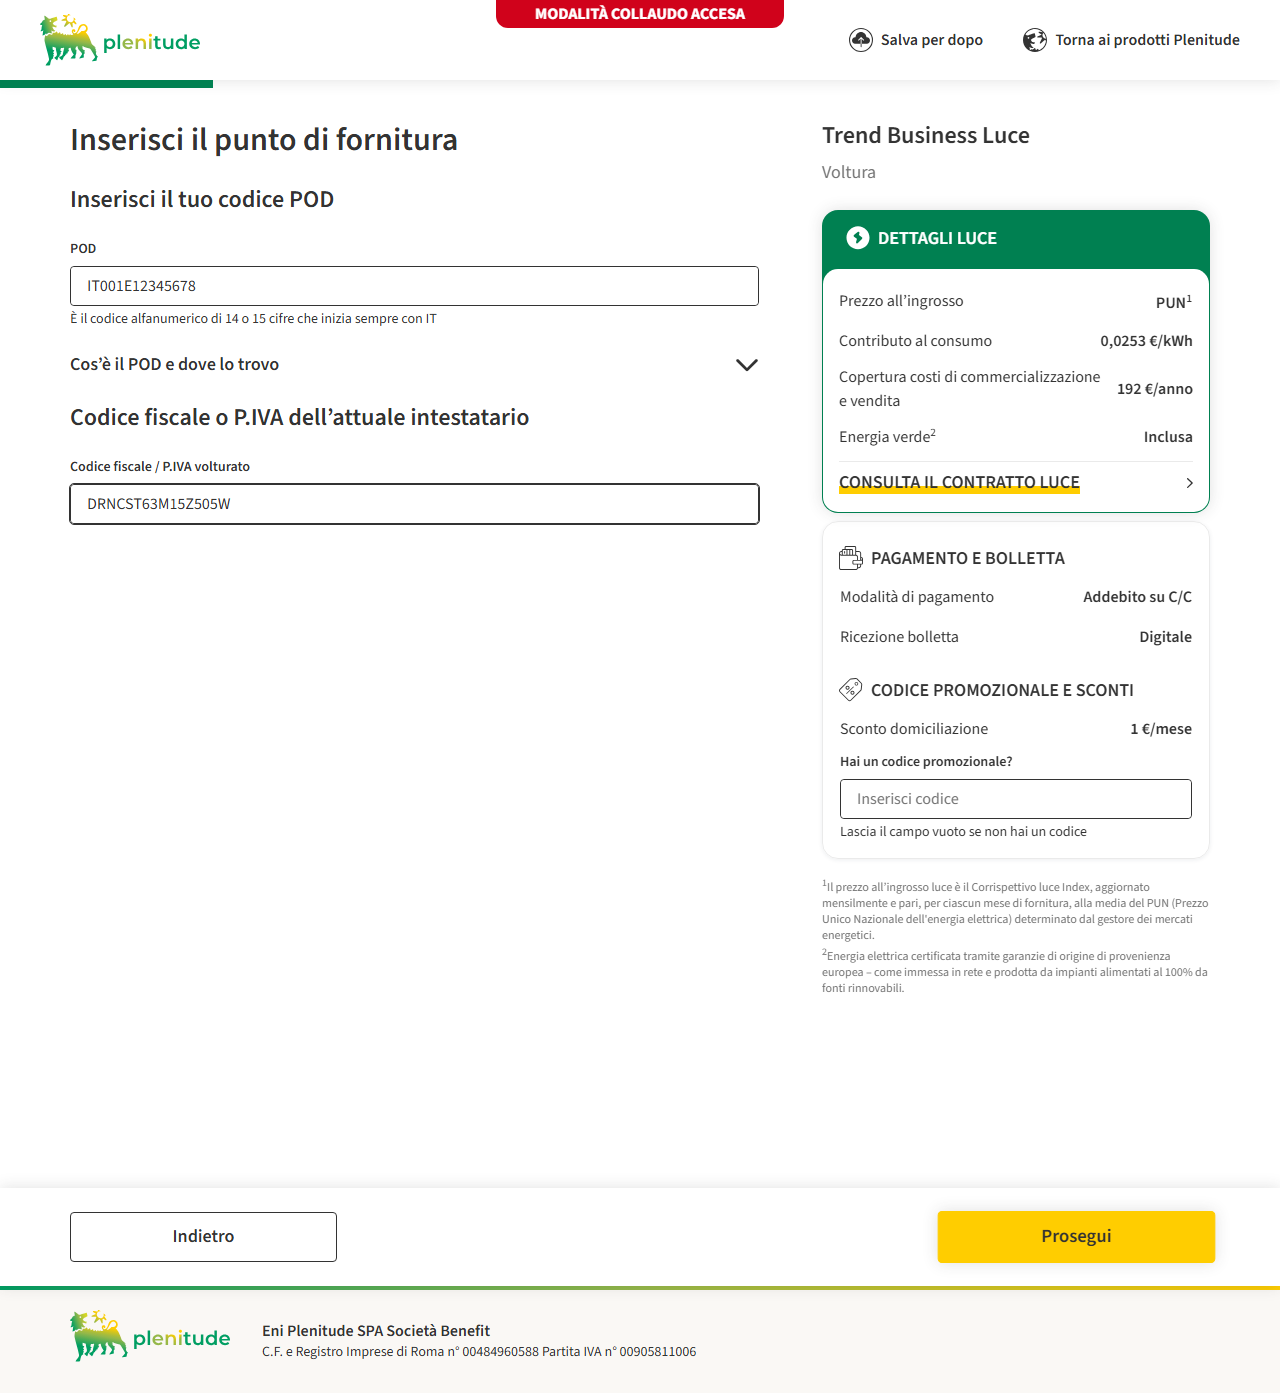 MODALITÀ COLLAUDO ACCESA
plenitude
Salva per dopo
Torna ai prodotti Plenitude
Inserisci il punto di fornitura
Inserisci il tuo codice POD
POD
IT001E12345678
È il codice alfanumerico di 14 o 15 cifre che inizia sempre con IT
Cos’è il POD e dove lo trovo
Codice fiscale o P.IVA dell’attuale intestatario
Codice fiscale / P.IVA volturato
DRNCST63M15Z505W
Trend Business Luce
Voltura
DETTAGLI LUCE
Prezzo all’ingrosso PUN¹
Contributo al consumo 0,0253 €/kWh
Copertura costi di commercializzazione
e vendita 192 €/anno
Energia verde² Inclusa
CONSULTA IL CONTRATTO LUCE
PAGAMENTO E BOLLETTA
Modalità di pagamento Addebito su C/C
Ricezione bolletta Digitale
CODICE PROMOZIONALE E SCONTI
Sconto domiciliazione 1 €/mese
Hai un codice promozionale?
Inserisci codice
Lascia il campo vuoto se non hai un codice
¹Il prezzo all’ingrosso luce è il Corrispettivo luce Index, aggiornato
mensilmente e pari, per ciascun mese di fornitura, alla media del PUN (Prezzo
Unico Nazionale dell'energia elettrica) determinato dal gestore dei mercati
energetici.
²Energia elettrica certificata tramite garanzie di origine di provenienza
europea – come immessa in rete e prodotta da impianti alimentati al 100% da
fonti rinnovabili.
Indietro
Prosegui
plenitude
Eni Plenitude SPA Società Benefit
C.F. e Registro Imprese di Roma n° 00484960588 Partita IVA n° 00905811006